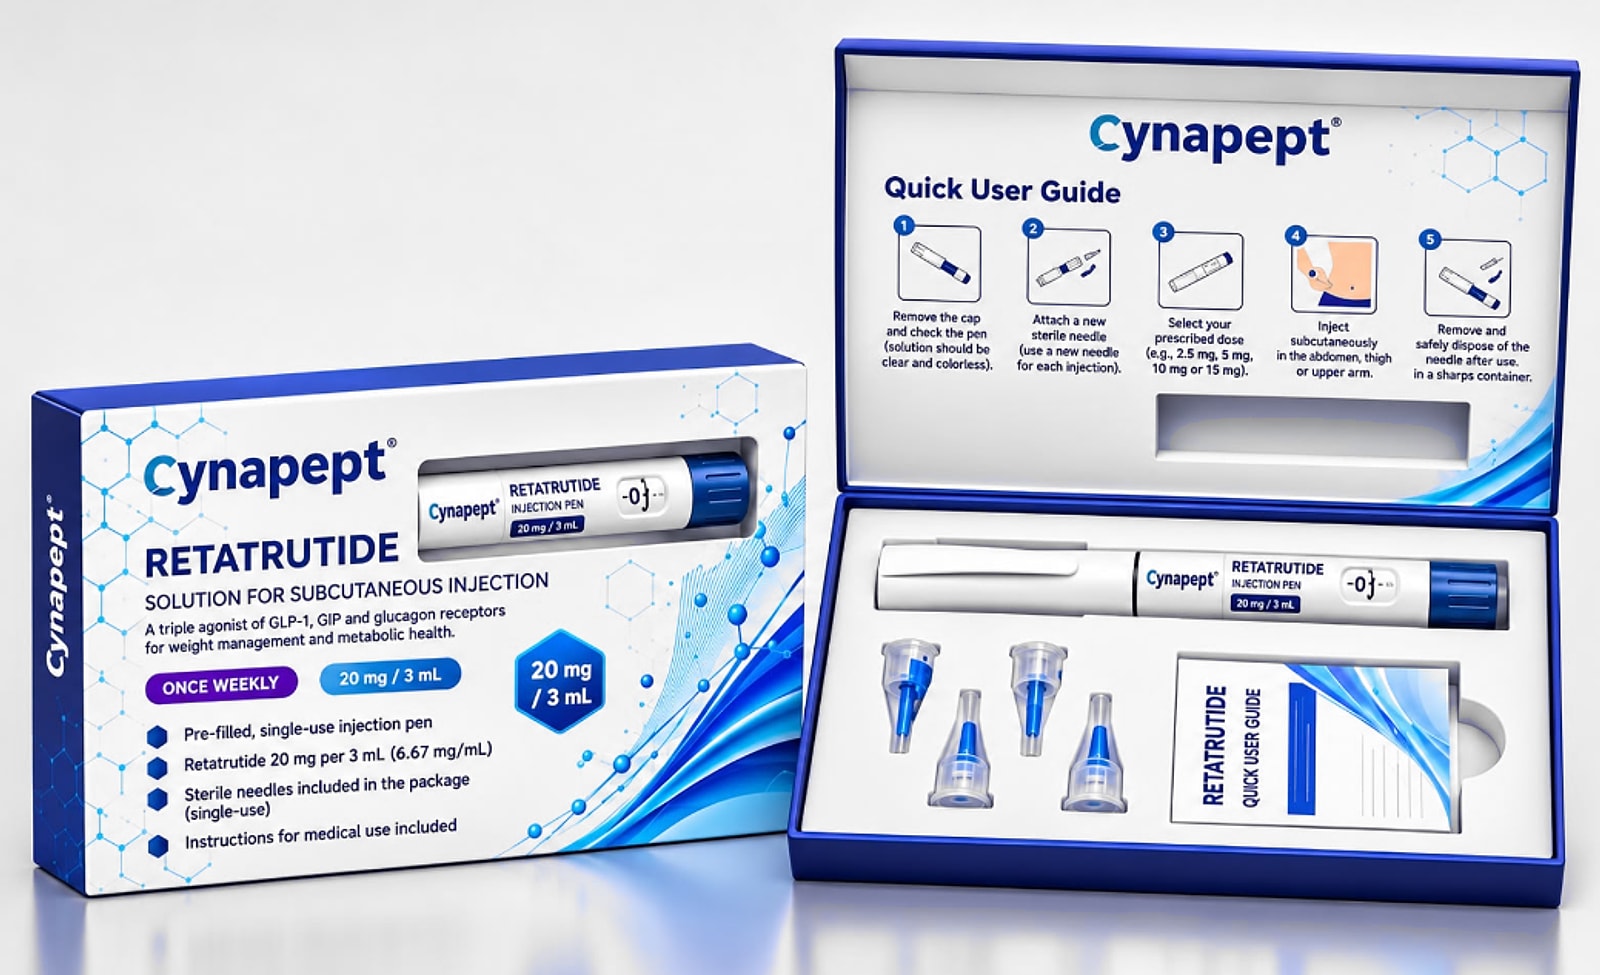 Cynapept®
Cynapept®
RETATRUTIDE
SOLUTION FOR SUBCUTANEOUS INJECTION
A triple agonist of GLP-1, GIP and glucagon receptors
for weight management and metabolic health.
ONCE WEEKLY
20 mg / 3 mL
20 mg
/ 3 mL
Pre-filled, single-use injection pen
Retatrutide 20 mg per 3 mL (6.67 mg/mL)
Sterile needles included in the package
(single-use)
Instructions for medical use included
Cynapept®
RETATRUTIDE
INJECTION PEN
20 mg / 3 mL
-0
Cynapept®
Quick User Guide
1
Remove the cap
and check the pen
(solution should be
clear and colorless).
2
Attach a new
sterile needle
(use a new needle
for each injection).
3
Select your
prescribed dose
(e.g., 2.5 mg, 5 mg,
10 mg or 15 mg).
4
Inject
subcutaneously
in the abdomen, thigh
or upper arm.
5
Remove and
safely dispose of the
needle after use.
in a sharps container.
Cynapept®
RETATRUTIDE
INJECTION PEN
20 mg / 3 mL
-0
RETATRUTIDE
QUICK USER GUIDE